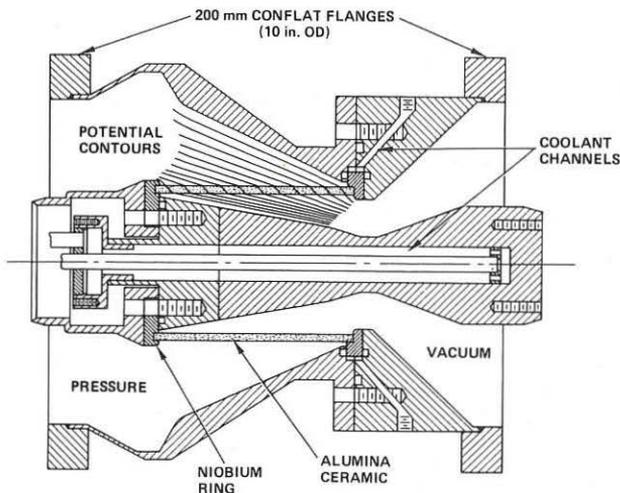 200 mm CONFLAT FLANGES
(10 in. OD)
POTENTIAL
CONTOURS
COOLANT
CHANNELS
VACUUM
PRESSURE
NIOBIUM
RING
ALUMINA
CERAMIC